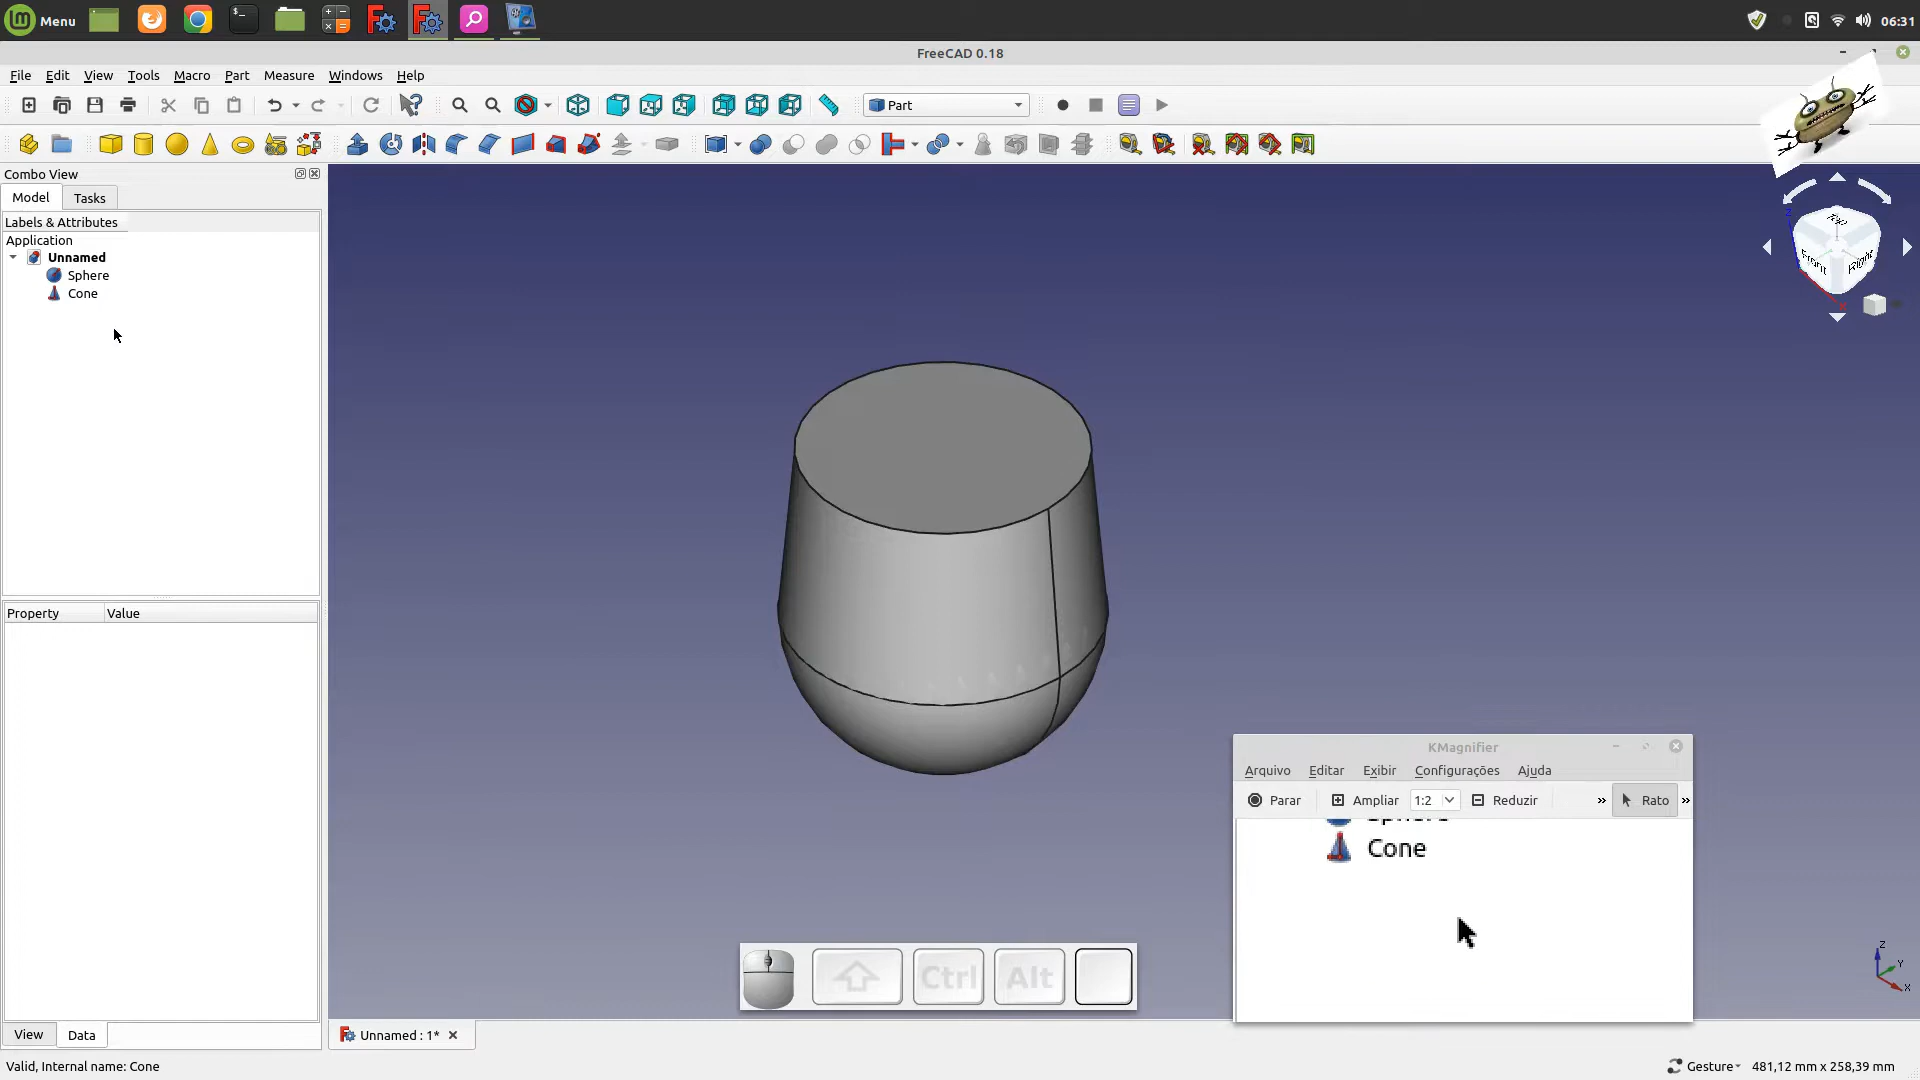 Menu
06:31
FreeCAD 0.18
File Edit View Tools Macro Part Measure Windows Help
Part
Combo View
Model Tasks
Labels & Attributes
Application
Unnamed
Sphere
Cone
Property Value
Top
Front
Right
KMagnifier
Arquivo Editar Exibir Configurações Ajuda
Parar Ampliar 1:2 Reduzir » Rato »
Cone
Ctrl Alt
Z
Y
X
View Data
Unnamed : 1*
Valid, Internal name: Cone
Gesture 481,12 mm x 258,39 mm